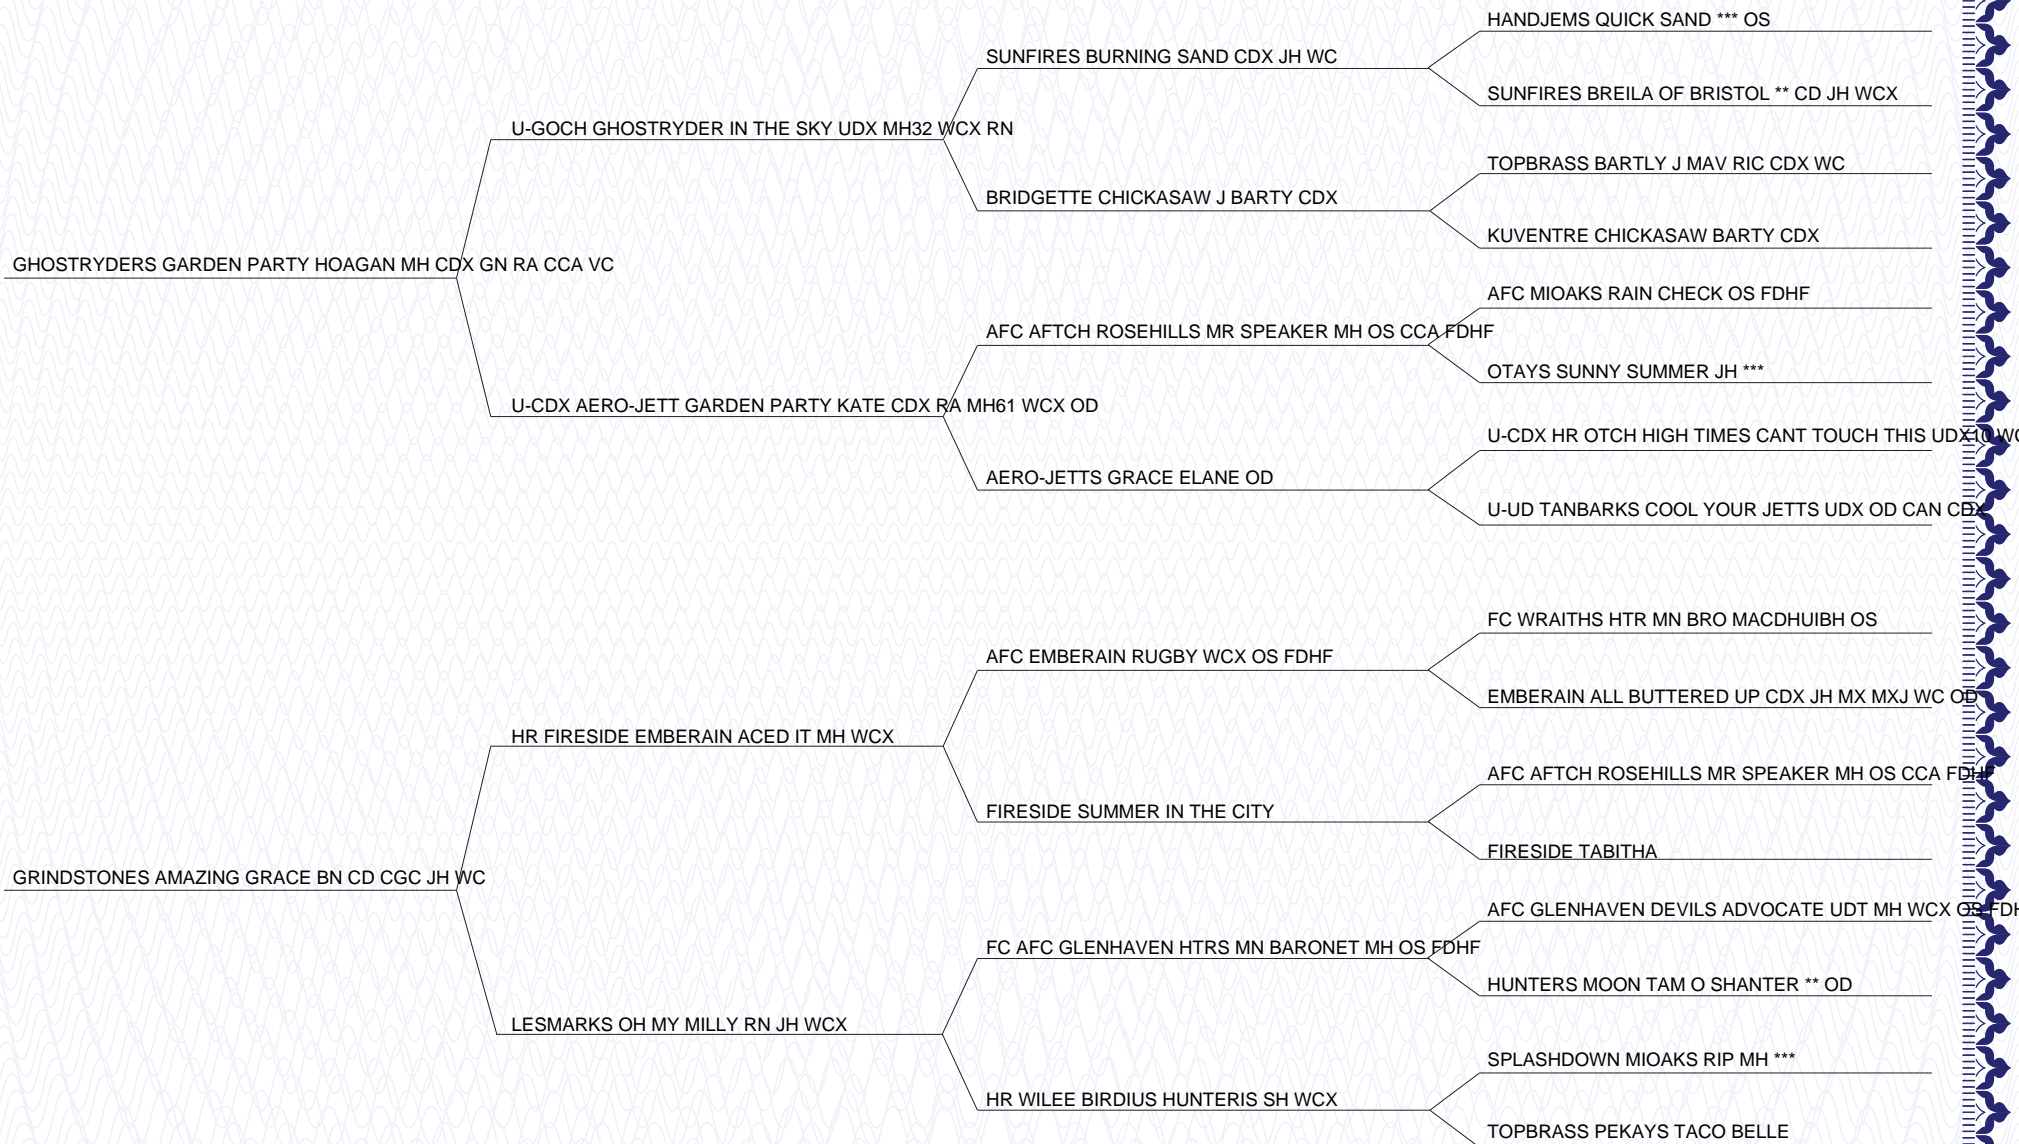 HANDJEMS QUICK SAND *** OS
SUNFIRES BURNING SAND CDX JH WC
SUNFIRES BREILA OF BRISTOL ** CD JH WCX
U-GOCH GHOSTRYDER IN THE SKY UDX MH32 WCX RN
TOPBRASS BARTLY J MAV RIC CDX WC
BRIDGETTE CHICKASAW J BARTY CDX
KUVENTRE CHICKASAW BARTY CDX
GHOSTRYDERS GARDEN PARTY HOAGAN MH CDX GN RA CCA VC
AFC MIOAKS RAIN CHECK OS FDHF
AFC AFTCH ROSEHILLS MR SPEAKER MH OS CCA FDHF
OTAYS SUNNY SUMMER JH ***
U-CDX AERO-JETT GARDEN PARTY KATE CDX RA MH61 WCX OD
U-CDX HR OTCH HIGH TIMES CANT TOUCH THIS UDX10
AERO-JETTS GRACE ELANE OD
U-UD TANBARKS COOL YOUR JETTS UDX OD CAN CDX
FC WRAITHS HTR MN BRO MACDHUIBH OS
AFC EMBERAIN RUGBY WCX OS FDHF
EMBERAIN ALL BUTTERED UP CDX JH MX MXJ WC OD
HR FIRESIDE EMBERAIN ACED IT MH WCX
AFC AFTCH ROSEHILLS MR SPEAKER MH OS CCA FDHF
FIRESIDE SUMMER IN THE CITY
FIRESIDE TABITHA
GRINDSTONES AMAZING GRACE BN CD CGC JH WC
AFC GLENHAVEN DEVILS ADVOCATE UDT MH WCX OS
FC AFC GLENHAVEN HTRS MN BARONET MH OS FDHF
HUNTERS MOON TAM O SHANTER ** OD
LESMARKS OH MY MILLY RN JH WCX
SPLASHDOWN MIOAKS RIP MH ***
HR WILEE BIRDIUS HUNTERIS SH WCX
TOPBRASS PEKAYS TACO BELLE